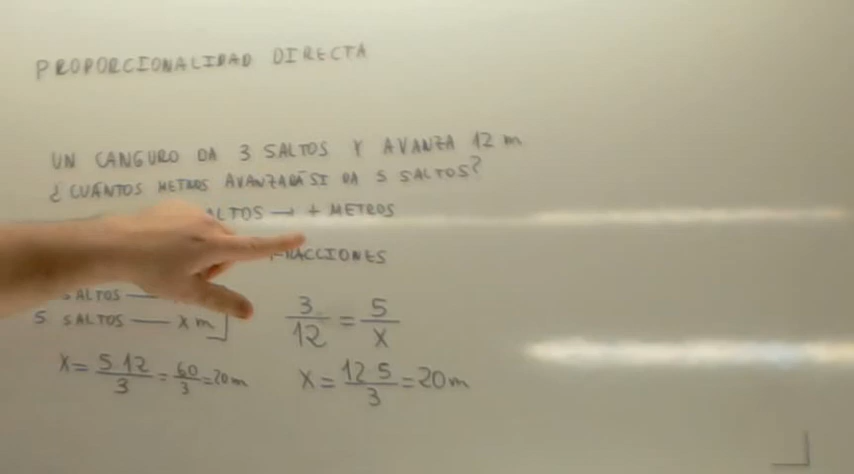 PROPORCIONALIDAD DIRECTA
UN CANGURO DA 3 SALTOS Y AVANZA 12 m
¿CUÁNTOS METROS AVANZARÁ SI DA 5 SALTOS?
ALTOS → + METROS
RACCIONES
SALTOS —
5 SALTOS — x m
3/12 = 5/x
x = 5·12/3 = 60/3 = 20m
x = 12·5/3 = 20m